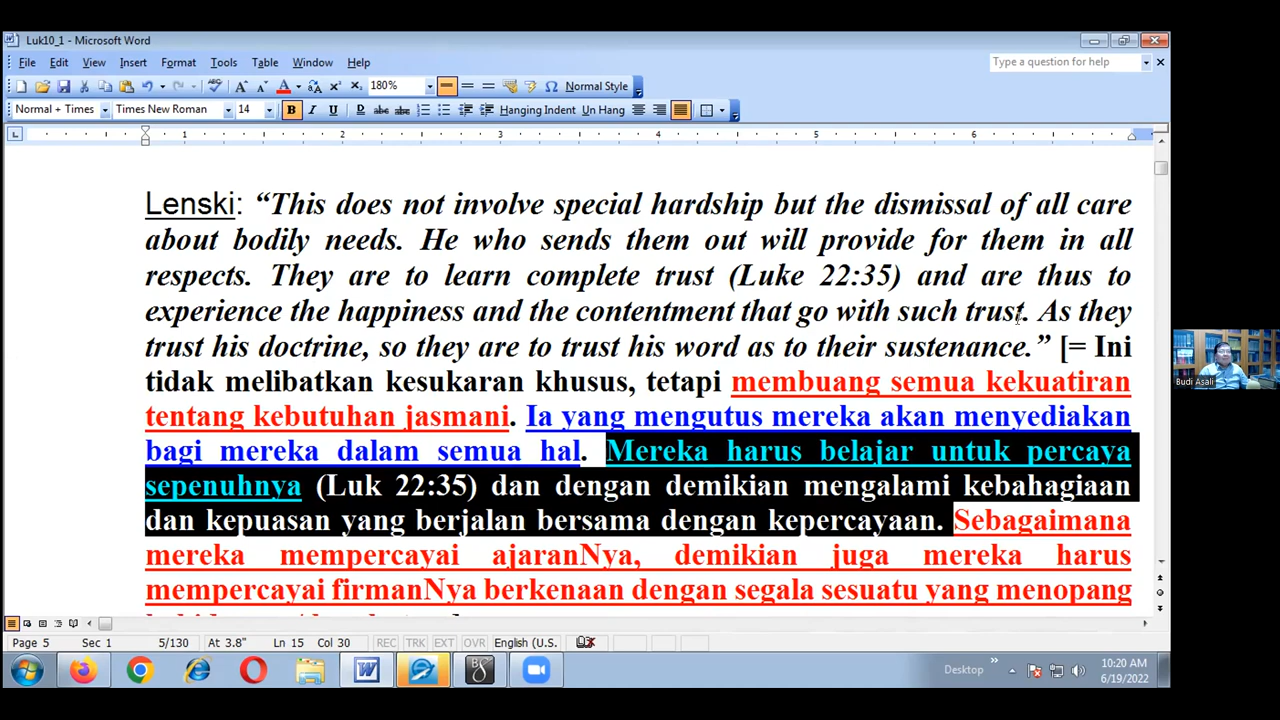 Luk10_1 - Microsoft Word
File Edit View Insert Format Tools Table Window Help
Type a question for help
180% Normal Style
Normal + Times Times New Roman 14 B I U Hanging Indent Un Hang
1 2 3 4 5 6
Lenski: “This does not involve special hardship but the dismissal of all care
about bodily needs. He who sends them out will provide for them in all
respects. They are to learn complete trust (Luke 22:35) and are thus to
experience the happiness and the contentment that go with such trust. As they
trust his doctrine, so they are to trust his word as to their sustenance.” [= Ini
tidak melibatkan kesukaran khusus, tetapi membuang semua kekuatiran
tentang kebutuhan jasmani. Ia yang mengutus mereka akan menyediakan
bagi mereka dalam semua hal. Mereka harus belajar untuk percaya
sepenuhnya (Luk 22:35) dan dengan demikian mengalami kebahagiaan
dan kepuasan yang berjalan bersama dengan kepercayaan. Sebagaimana
mereka mempercayai ajaranNya, demikian juga mereka harus
mempercayai firmanNya berkenaan dengan segala sesuatu yang menopang
Budi Asali
Page 5 Sec 1 5/130 At 3.8" Ln 15 Col 30 REC TRK EXT OVR English (U.S.
Desktop
10:20 AM
6/19/2022